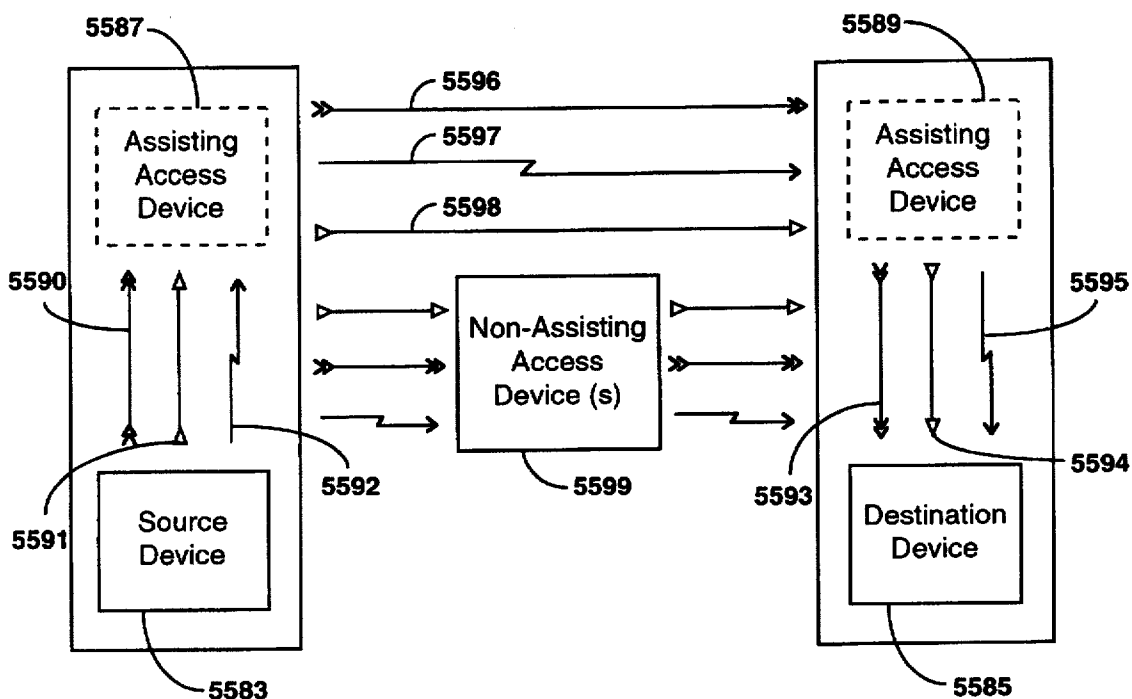 5587
5589
5596
Assisting
Access
Device
5597
Assisting
Access
Device
5598
5590
5595
Non-Assisting
Access
Device (s)
5592
5599
5593
5594
5591
Source
Device
Destination
Device
5583
5585